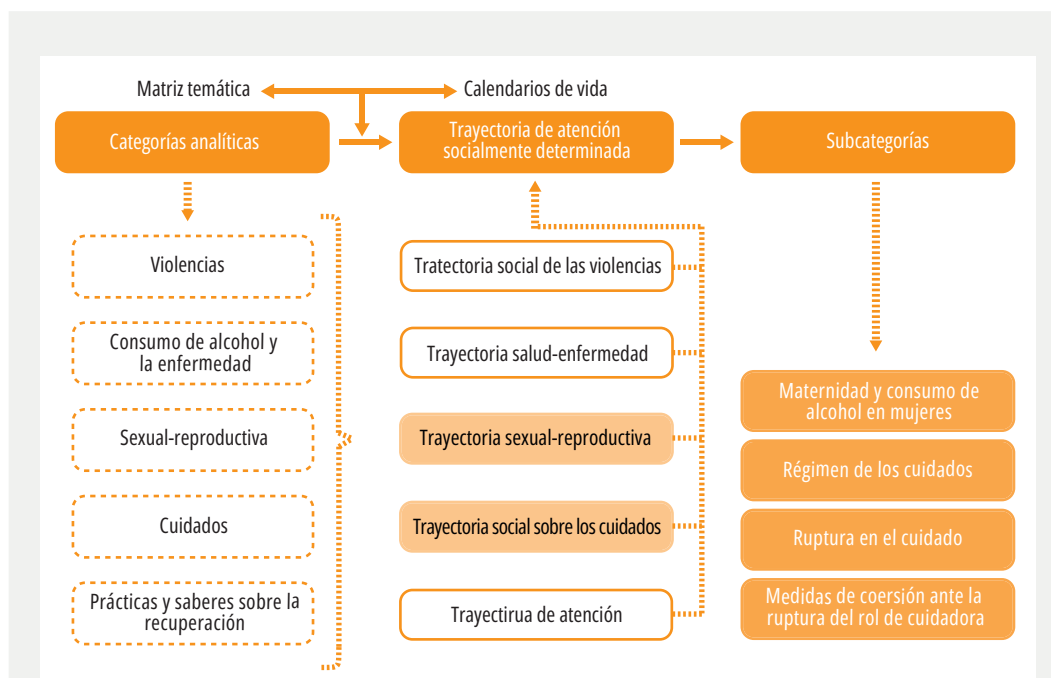 Matriz temática
Calendarios de vida
Categorías analíticas
Trayectoria de atención
socialmente determinada
Subcategorías
Violencias
Consumo de alcohol y
la enfermedad
Sexual-reproductiva
Cuidados
Prácticas y saberes sobre la
recuperación
Tratectoria social de las violencias
Trayectoria salud-enfermedad
Trayectoria sexual-reproductiva
Trayectoria social sobre los cuidados
Trayectirua de atención
Maternidad y consumo de
alcohol en mujeres
Régimen de los cuidados
Ruptura en el cuidado
Medidas de coersión ante la
ruptura del rol de cuidadora